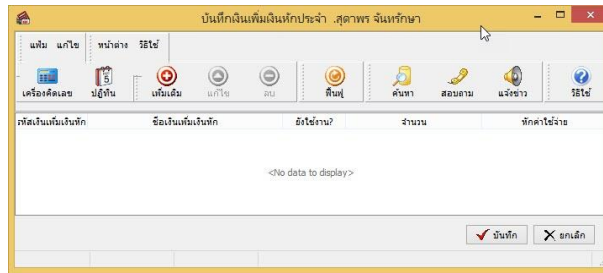 บันทึกเงินเพิ่มเงินหักประจำ .สุดาพร จันทร์รักษา
แฟ้ม แก้ไข หน้าต่าง วิธีใช้
เครื่องคิดเลข ปฏิทิน เพิ่มเติม แก้ไข ลบ ฟื้นฟู ค้นหา สอบถาม แจ้งข่าว วิธีใช้
รหัสเงินเพิ่มเงินหัก ชื่อเงินเพิ่มเงินหัก ยังใช้งาน? จำนวน หักค่าใช้จ่าย
<No data to display>
บันทึก ยกเลิก